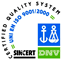 CERTIFIED QUALITY SYSTEM
UNI EN ISO 9001/2000
SINCERT
DNV